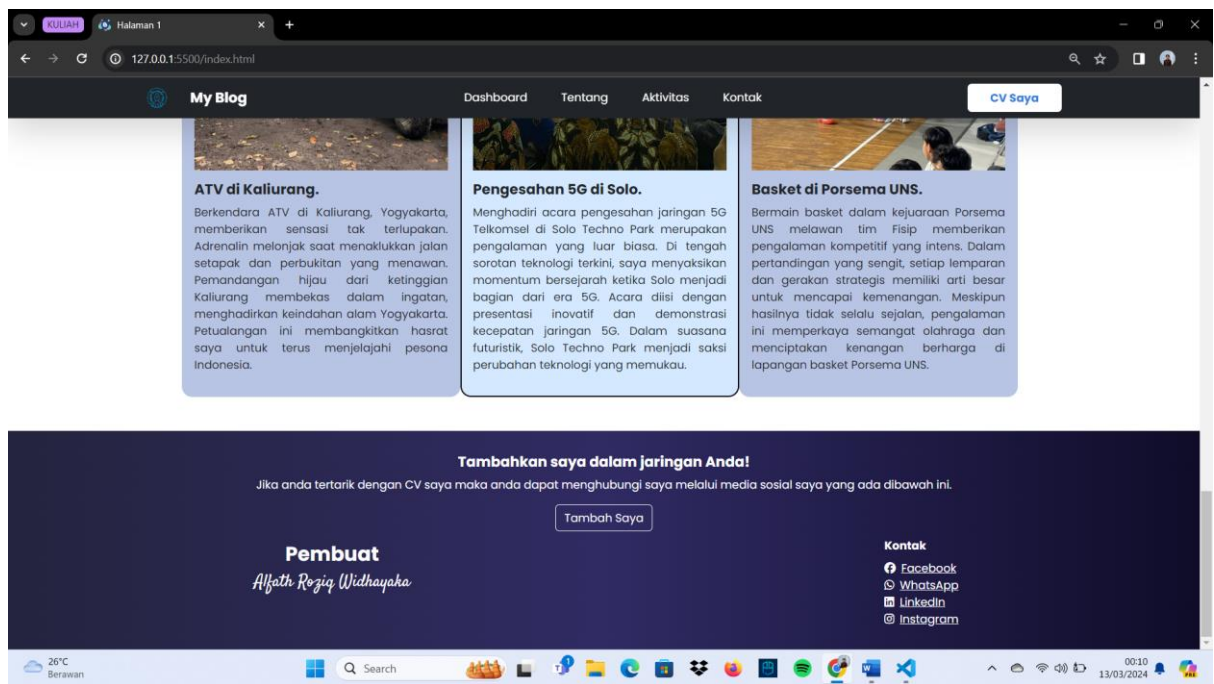 KULIAH Halaman 1
127.0.0.1:5500/index.html
My Blog Dashboard Tentang Aktivitas Kontak CV Saya
ATV di Kaliurang.
Berkendara ATV di Kaliurang, Yogyakarta,
memberikan sensasi tak terlupakan.
Adrenalin melonjak saat menaklukkan jalan
setapak dan perbukitan yang menawan.
Pemandangan hijau dari ketinggian
Kaliurang membekas dalam ingatan,
menghadirkan keindahan alam Yogyakarta.
Petualangan ini membangkitkan hasrat
saya untuk terus menjelajahi pesona
Indonesia.
Pengesahan 5G di Solo.
Menghadiri acara pengesahan jaringan 5G
Telkomsel di Solo Techno Park merupakan
pengalaman yang luar biasa. Di tengah
sorotan teknologi terkini, saya menyaksikan
momentum bersejarah ketika Solo menjadi
bagian dari era 5G. Acara diisi dengan
presentasi inovatif dan demonstrasi
kecepatan jaringan 5G. Dalam suasana
futuristik, Solo Techno Park menjadi saksi
perubahan teknologi yang memukau.
Basket di Porsema UNS.
Bermain basket dalam kejuaraan Porsema
UNS melawan tim Fisip memberikan
pengalaman kompetitif yang intens. Dalam
pertandingan yang sengit, setiap lemparan
dan gerakan strategis memiliki arti besar
untuk mencapai kemenangan. Meskipun
hasilnya tidak selalu sejalan, pengalaman
ini memperkaya semangat olahraga dan
menciptakan kenangan berharga di
lapangan basket Porsema UNS.
Tambahkan saya dalam jaringan Anda!
Jika anda tertarik dengan CV saya maka anda dapat menghubungi saya melalui media sosial saya yang ada dibawah ini.
Tambah Saya
Pembuat
Alfath Roziq Widhayaka
Kontak
Facebook
WhatsApp
LinkedIn
Instagram
26°C
Berawan
Search
00:10
13/03/2024